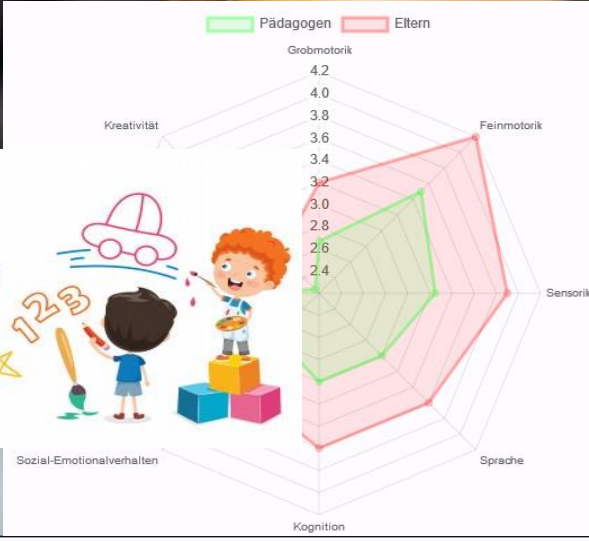 Pädagogen Eltern
Grobmotorik
4.2
4.0
3.8
3.6
3.4
3.2
3.0
2.8
2.6
2.4
Kreativität
Feinmotorik
123
Sensorik
Sozial-Emotionalverhalten
Sprache
Kognition